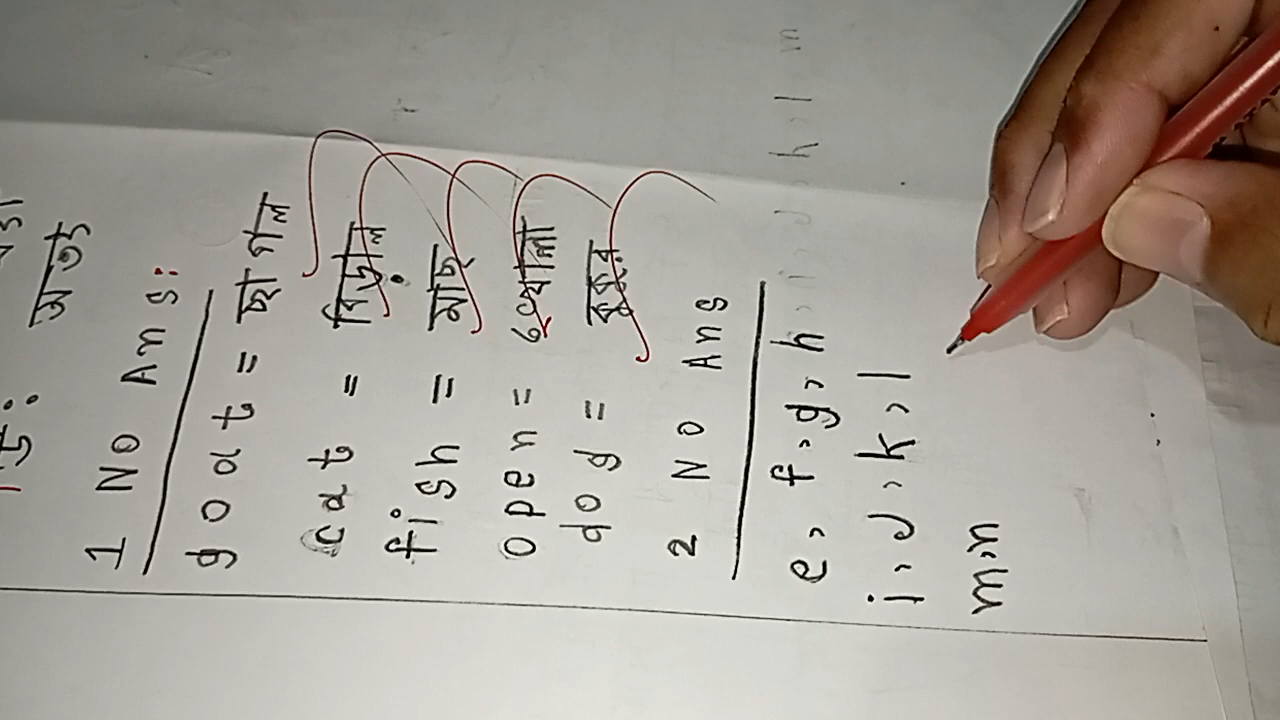 1 No Ans:
goat = ছাগল
cat = বিড়াল
fish = মাছ
open = খোলা
dog = কুকুর
2 No Ans
e, f, g, h
i, J, k, l
m, n